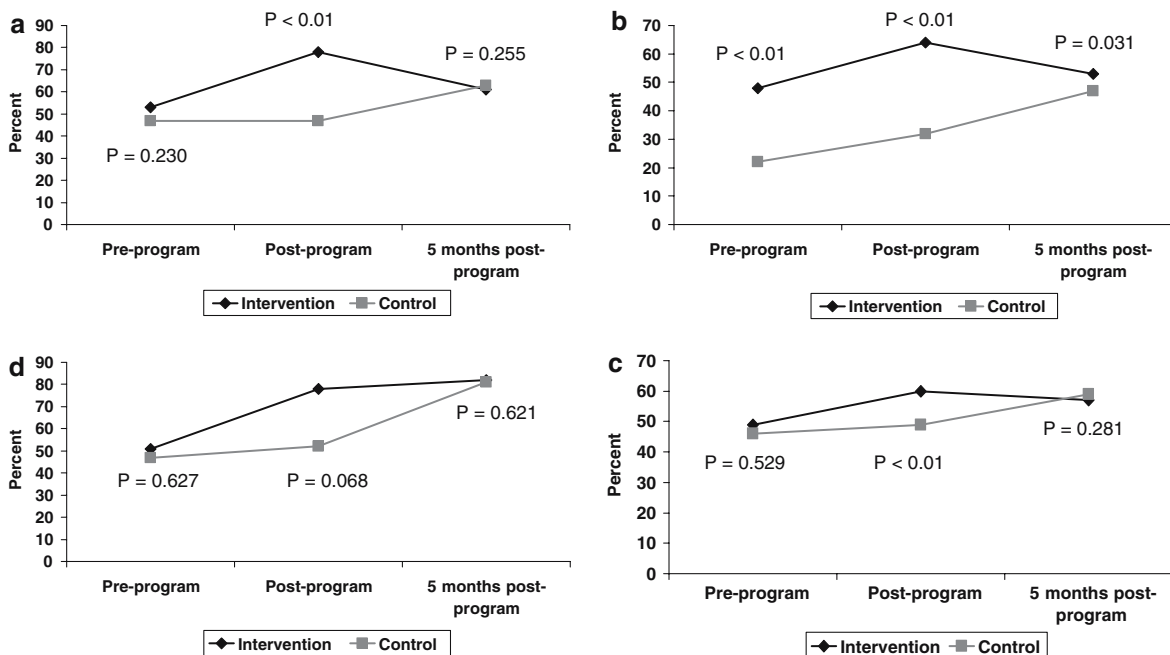 a
Percent
90
80
70
60
50
40
30
20
10
0
P < 0.01
P = 0.255
P = 0.230
Pre-program
Post-program
5 months post-
program
Intervention Control
b
Percent
70
60
50
40
30
20
10
0
P < 0.01
P < 0.01
P = 0.031
Pre-program
Post-program
5 months post-
program
Intervention Control
d
Percent
90
80
70
60
50
40
30
20
10
0
P = 0.627
P = 0.068
P = 0.621
Pre-program
Post-program
5 months post-
program
Intervention Control
c
Percent
70
60
50
40
30
20
10
0
P = 0.529
P < 0.01
P = 0.281
Pre-program
Post-program
5 months post-
program
Intervention Control